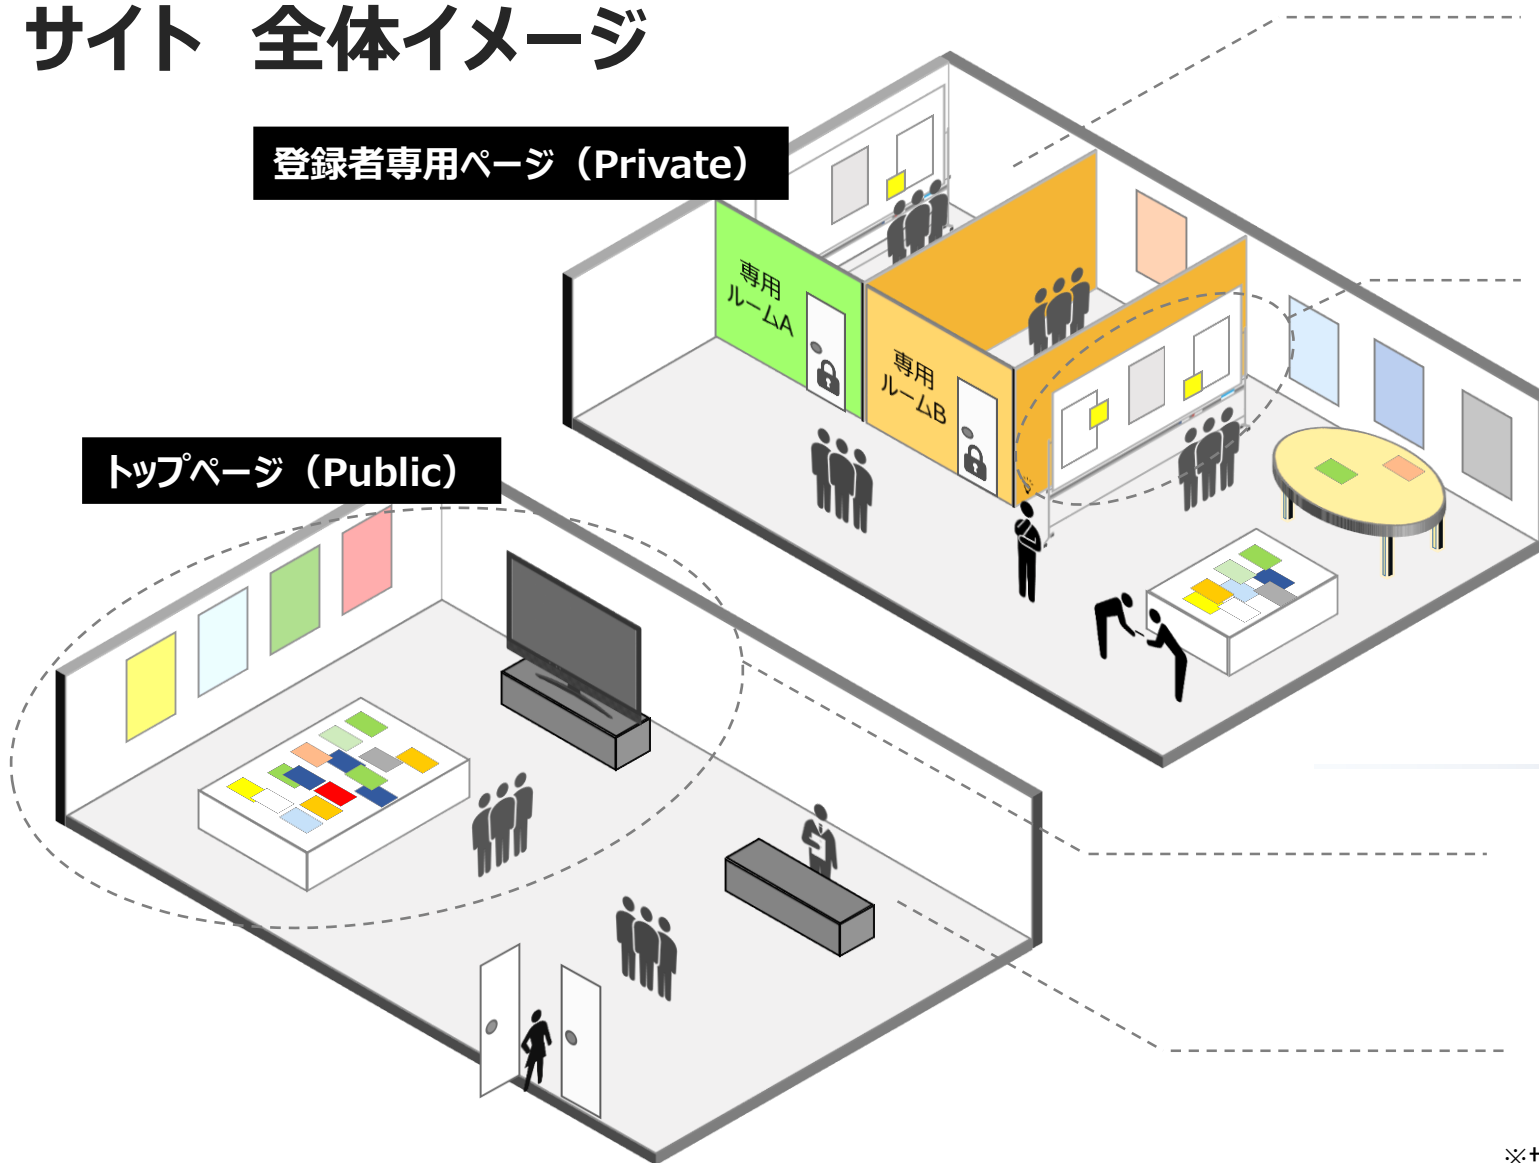 サイト 全体イメージ
登録者専用ページ（Private）
専用
ルームA
専用
ルームB
トップページ（Public）